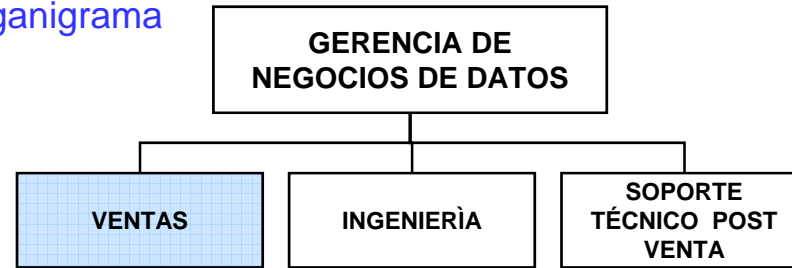 ganigrama
GERENCIA DE
NEGOCIOS DE DATOS
VENTAS
INGENIERÌA
SOPORTE
TÉCNICO POST
VENTA